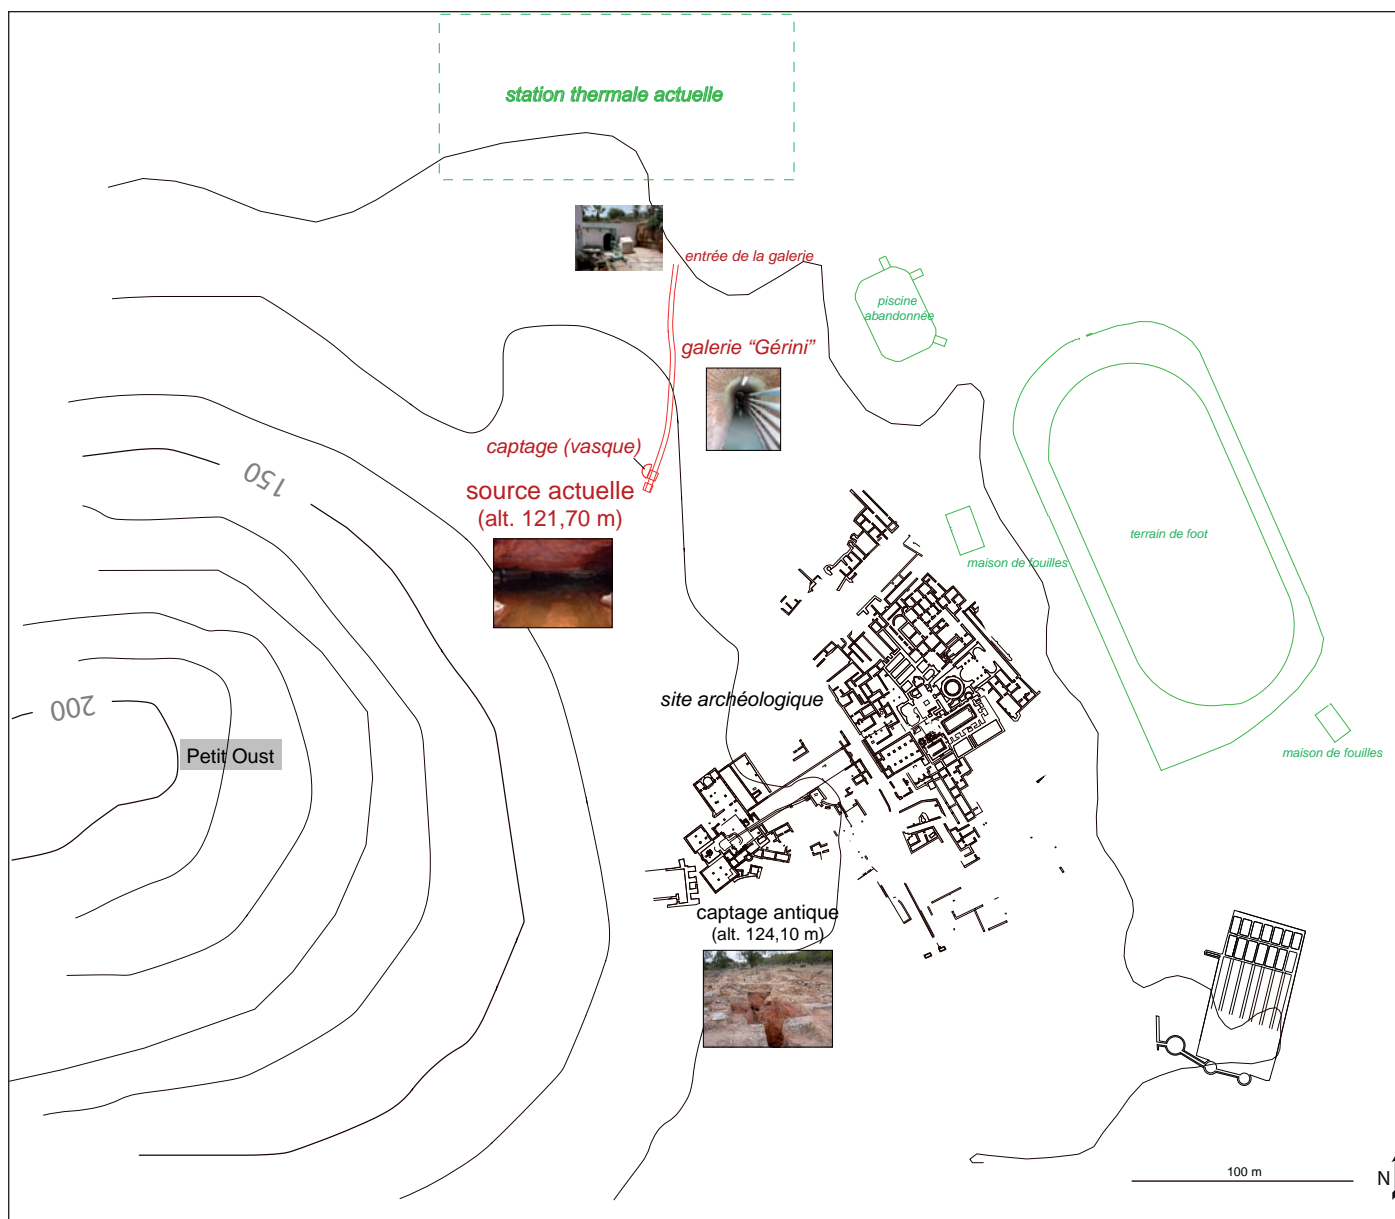 station thermale actuelle
entrée de la galerie
piscine
abandonnée
galerie “Gérini”
captage (vasque)
source actuelle
(alt. 121,70 m)
150
terrain de foot
maison de fouilles
200
site archéologique
Petit Oust
maison de fouilles
captage antique
(alt. 124,10 m)
100 m
N